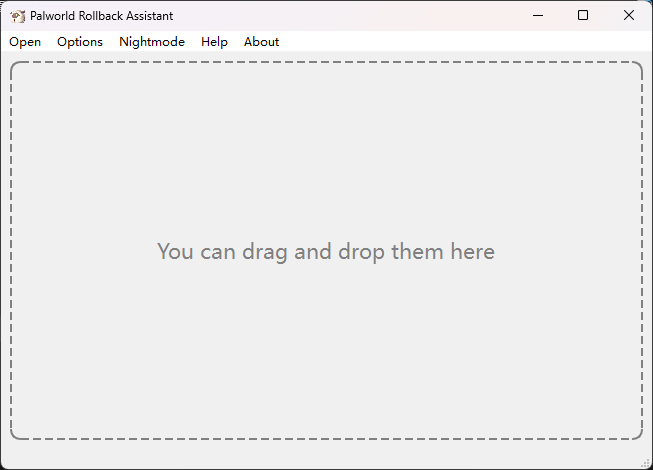 Palworld Rollback Assistant
Open Options Nightmode Help About
You can drag and drop them here